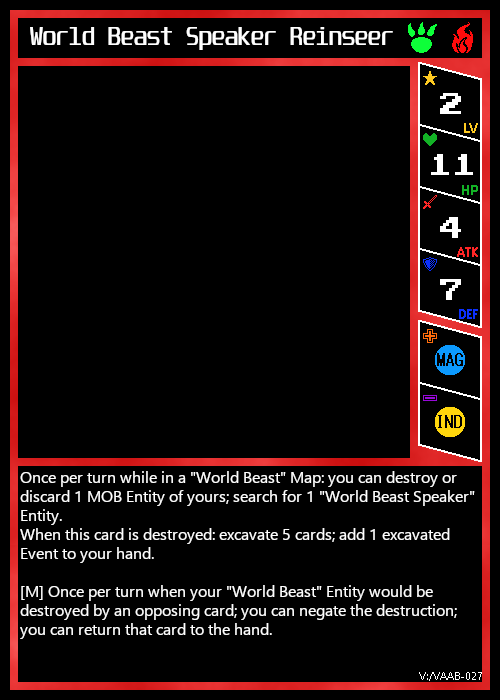 World Beast Speaker Reinseer
2
LV
11
HP
4
ATK
7
DEF
MAG
IND
Once per turn while in a "World Beast" Map: you can destroy or
discard 1 MOB Entity of yours; search for 1 "World Beast Speaker"
Entity.
When this card is destroyed: excavate 5 cards; add 1 excavated
Event to your hand.
[M] Once per turn when your "World Beast" Entity would be
destroyed by an opposing card; you can negate the destruction;
you can return that card to the hand.
V:/VAAB-027